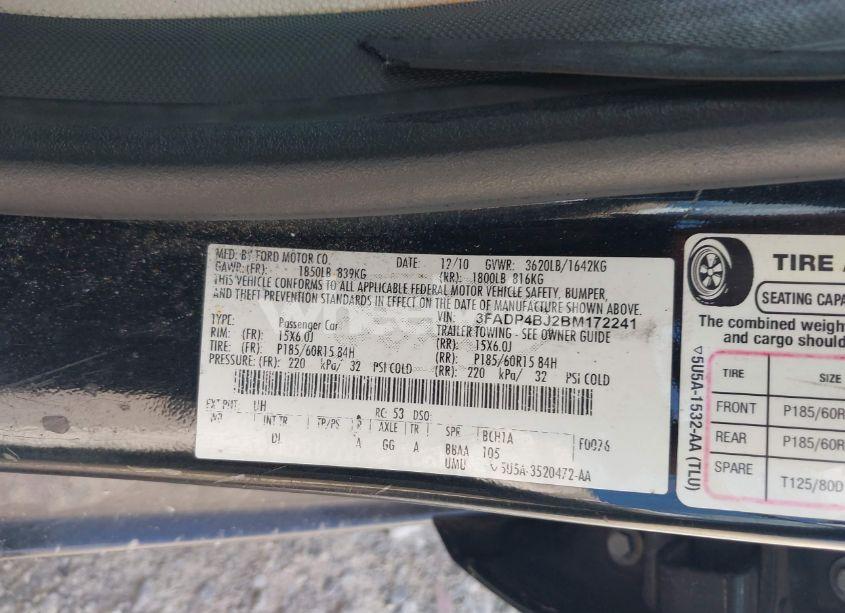 MFD. BY FORD MOTOR CO. DATE: 12/10 GVWR: 3620LB/1642KG
GAWR: (FR): 1850LB 839KG (RR): 1800LB 816KG
THIS VEHICLE CONFORMS TO ALL APPLICABLE FEDERAL MOTOR VEHICLE SAFETY, BUMPER,
AND THEFT PREVENTION STANDARDS IN EFFECT ON THE DATE OF MANUFACTURE SHOWN ABOVE.
VIN: 3FADP4BJ2BM172241
TYPE: Passenger Car TRAILER TOWING - SEE OWNER GUIDE
RIM: (FR): 15X6.0J (RR): 15X6.0J
TIRE: (FR): P185/60R15 84H (RR): P185/60R15 84H
PRESSURE: (FR): 220 kPa/ 32 PSI COLD (RR): 220 kPa/ 32 PSI COLD
EXT PNT: UH RC: 53 DSO:
WB INT TR TP/PS R AXLE TR SPR BCH1A F0076
DL A GG A BBAA 105
UMU ▽5U5A-3520472-AA
TIRE
SEATING CAPA
The combined weight
and cargo should
TIRE SIZE
FRONT P185/60R
REAR P185/60R
SPARE T125/80D
▽5U5A-1532-AA (TLU)